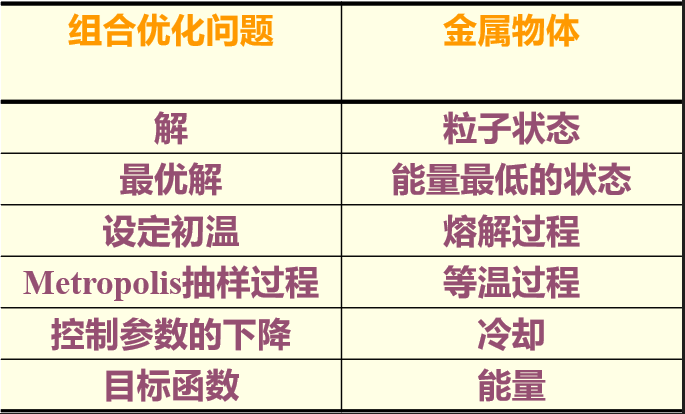 组合优化问题 金属物体
解 粒子状态
最优解 能量最低的状态
设定初温 熔解过程
Metropolis抽样过程 等温过程
控制参数的下降 冷却
目标函数 能量